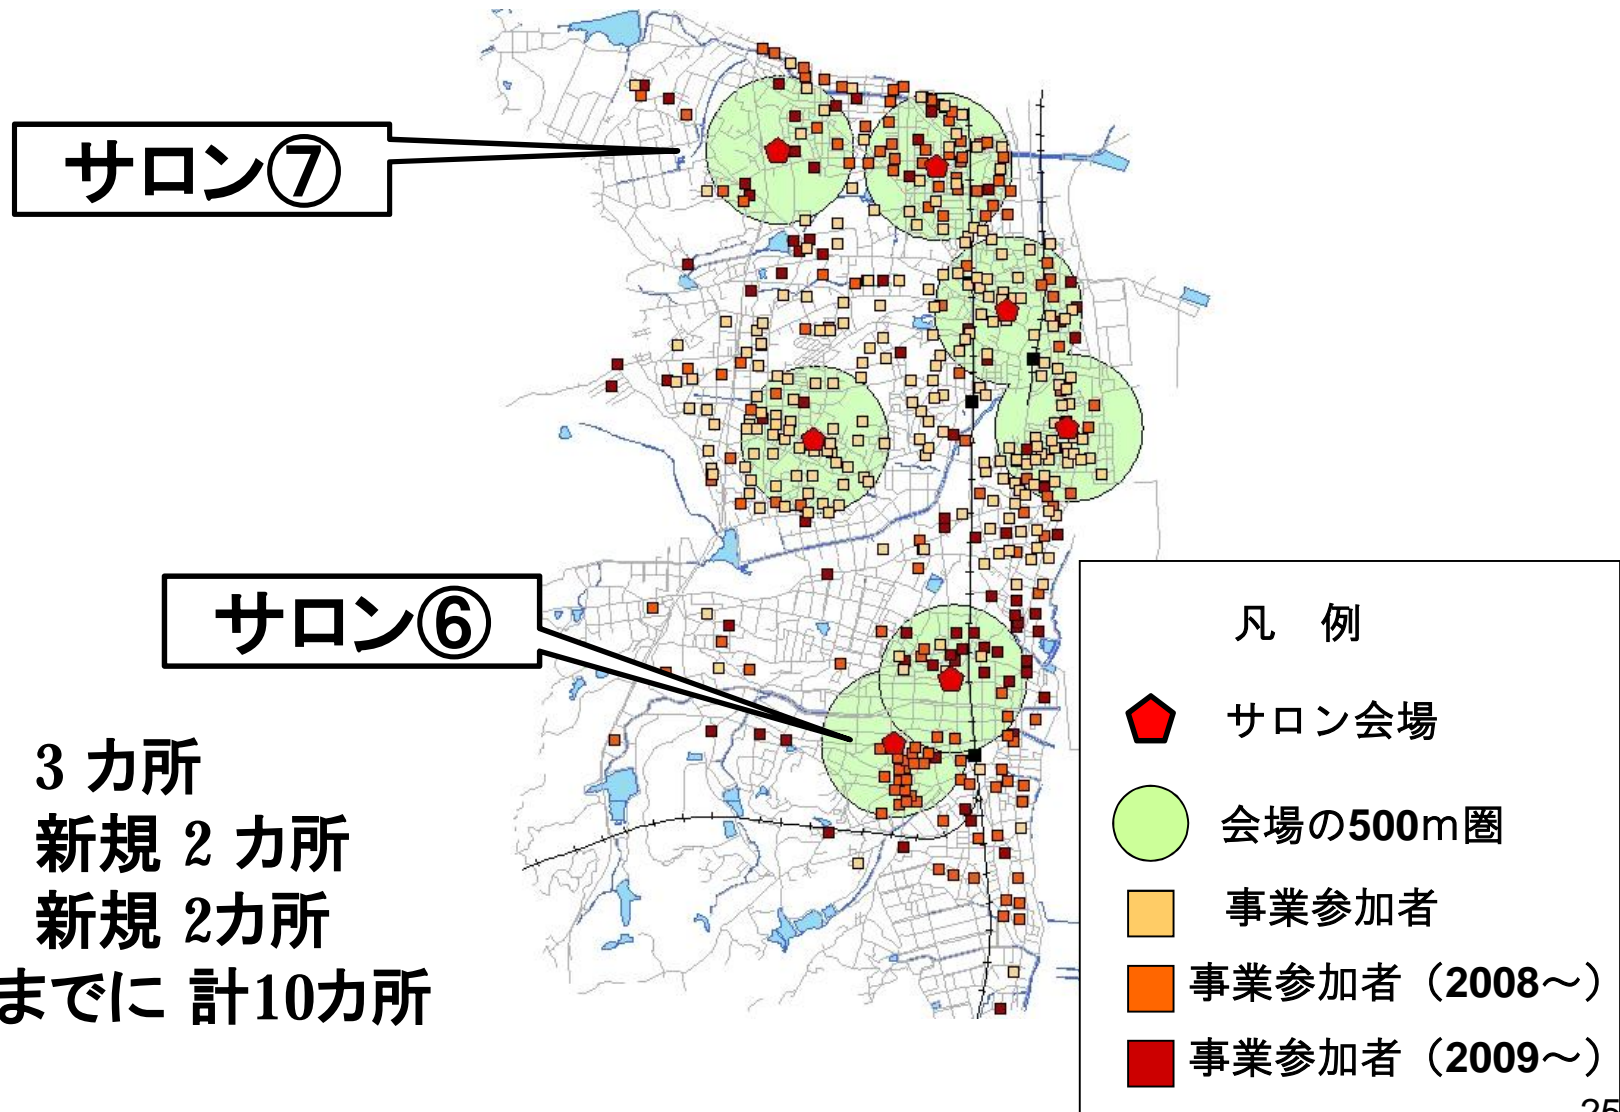 サロン⑦
サロン⑥
3 カ所
新規 2 カ所
新規 2カ所
までに 計10カ所
凡 例
サロン会場
会場の500m圏
事業参加者
事業参加者（2008～）
事業参加者（2009～）
25